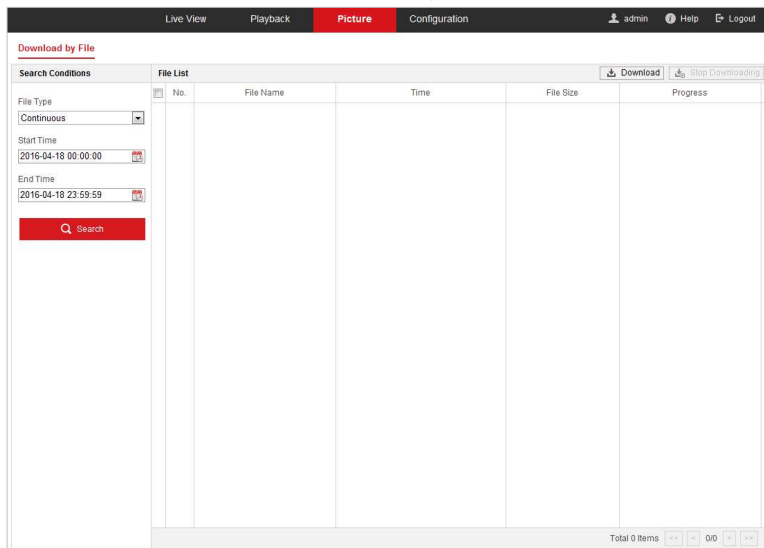 Live View Playback Picture Configuration admin Help Logout
Download by File
Search Conditions
File Type
Continuous
Start Time
2016-04-18 00:00:00
End Time
2016-04-18 23:59:59
Search
File List Download Stop Downloading
No. File Name Time File Size Progress
Total 0 Items << < 0/0 > >>